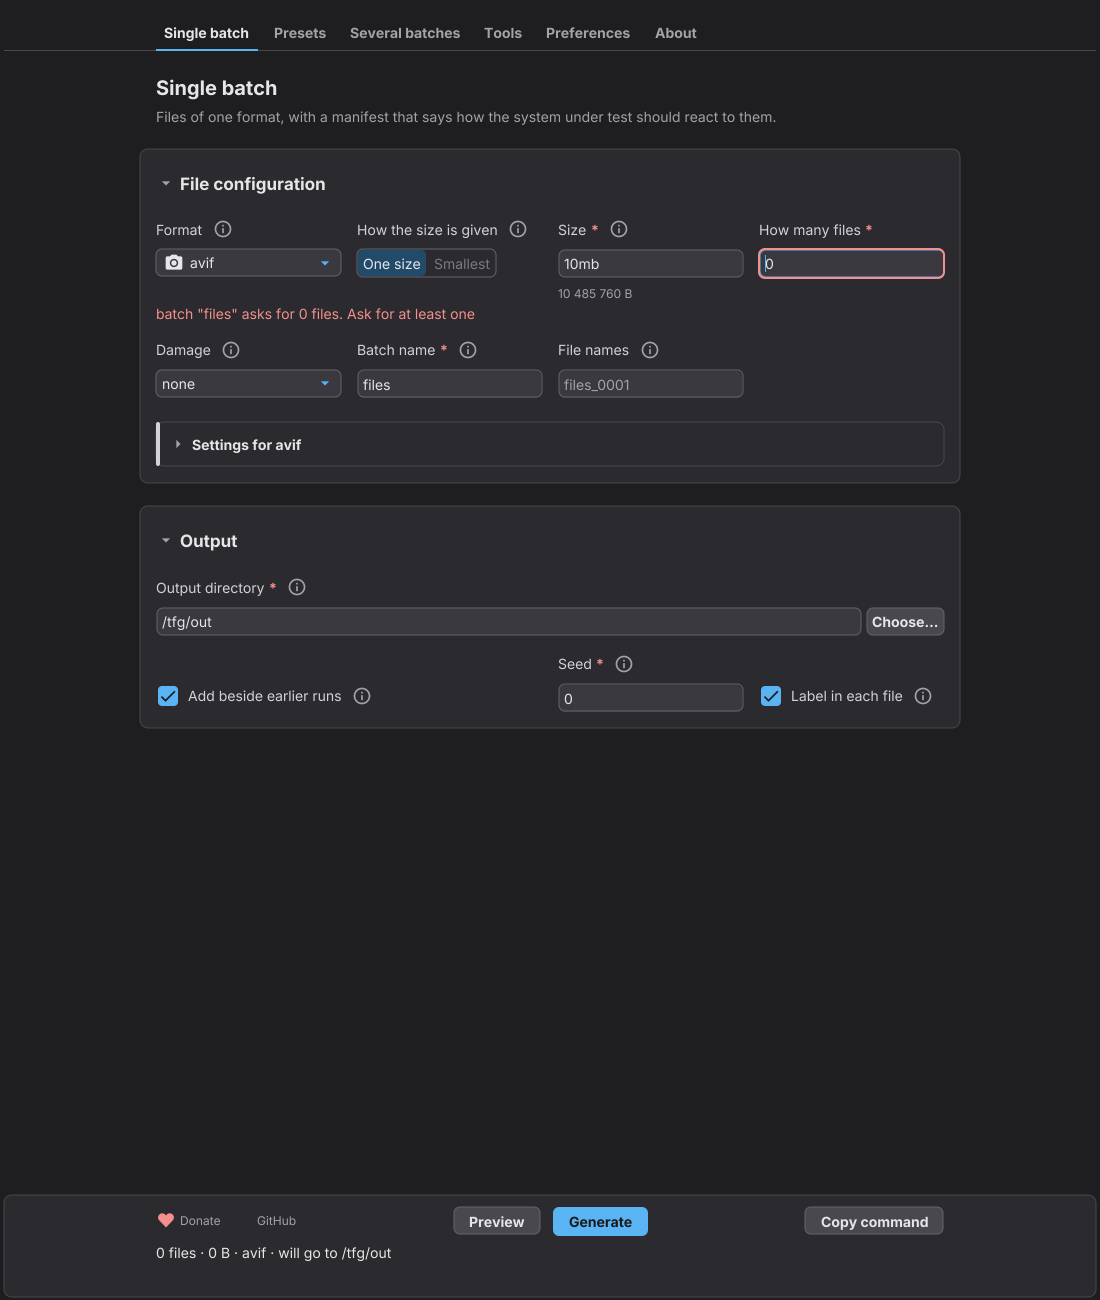 Single batch Presets Several batches Tools Preferences About
Single batch
Files of one format, with a manifest that says how the system under test should react to them.
File configuration
Format How the size is given Size * How many files *
avif One size Smallest 10mb 0
10 485 760 B
batch "files" asks for 0 files. Ask for at least one
Damage Batch name * File names
none files files_0001
Settings for avif
Output
Output directory *
/tfg/out Choose...
Seed *
Add beside earlier runs 0 Label in each file
Donate GitHub Preview Generate Copy command
0 files · 0 B · avif · will go to /tfg/out